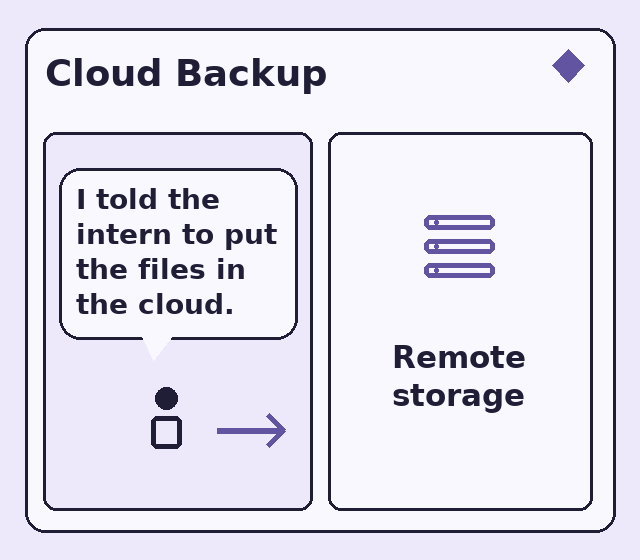 Cloud Backup
I told the
intern to put
the files in
the cloud.
Remote
storage